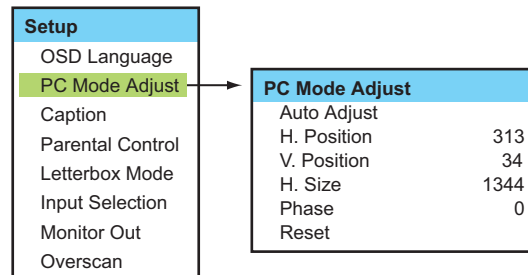 Setup
OSD Language
PC Mode Adjust
Caption
Parental Control
Letterbox Mode
Input Selection
Monitor Out
Overscan
PC Mode Adjust
Auto Adjust
H. Position 313
V. Position 34
H. Size 1344
Phase 0
Reset